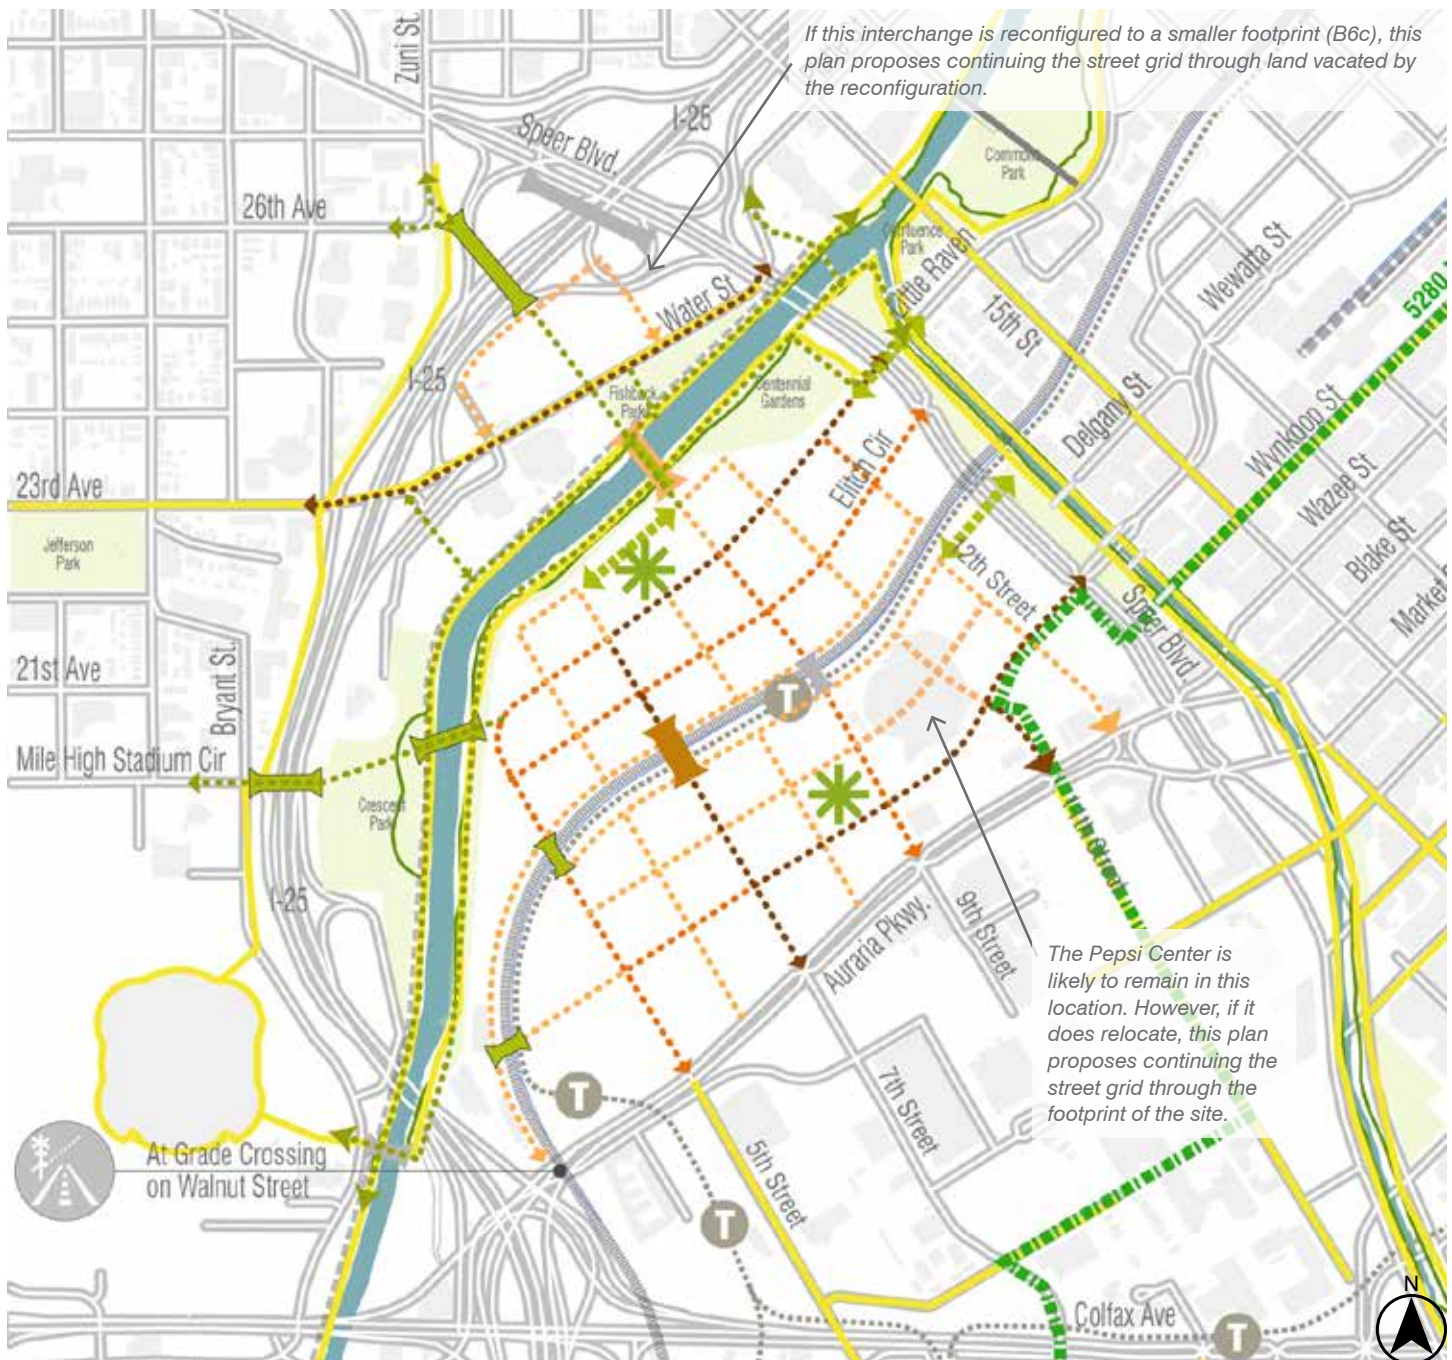 If this interchange is reconfigured to a smaller footprint (B6c), this
plan proposes continuing the street grid through land vacated by
the reconfiguration.
Zuni St.
I-25
Speer Blvd.
Commons
Park
26th Ave
Confluence
Park
Little Raven
Wewatta St
5280
Water St
15th St
I-25
Fishback
Park
Centennial
Gardens
Delgany St
Wynkoop St
Elitch Cir
23rd Ave
Wazee St
Jefferson
Park
Blake St
12th Street
Market
Speer Blvd.
21st Ave
Bryant St.
T
Mile High Stadium Cir
Crescent
Park
11th Street
I-25
9th Street
Auraria Pkwy.
The Pepsi Center is
likely to remain in this
location. However, if it
does relocate, this plan
proposes continuing the
street grid through the
footprint of the site.
T
7th Street
At Grade Crossing
on Walnut Street
5th Street
T
N
Colfax Ave
T